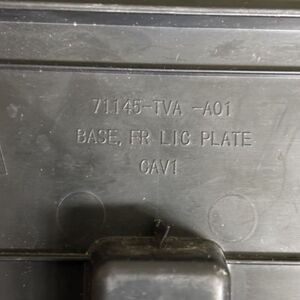 71145-TVA -A01
BASE, FR LIC PLATE
CAV1